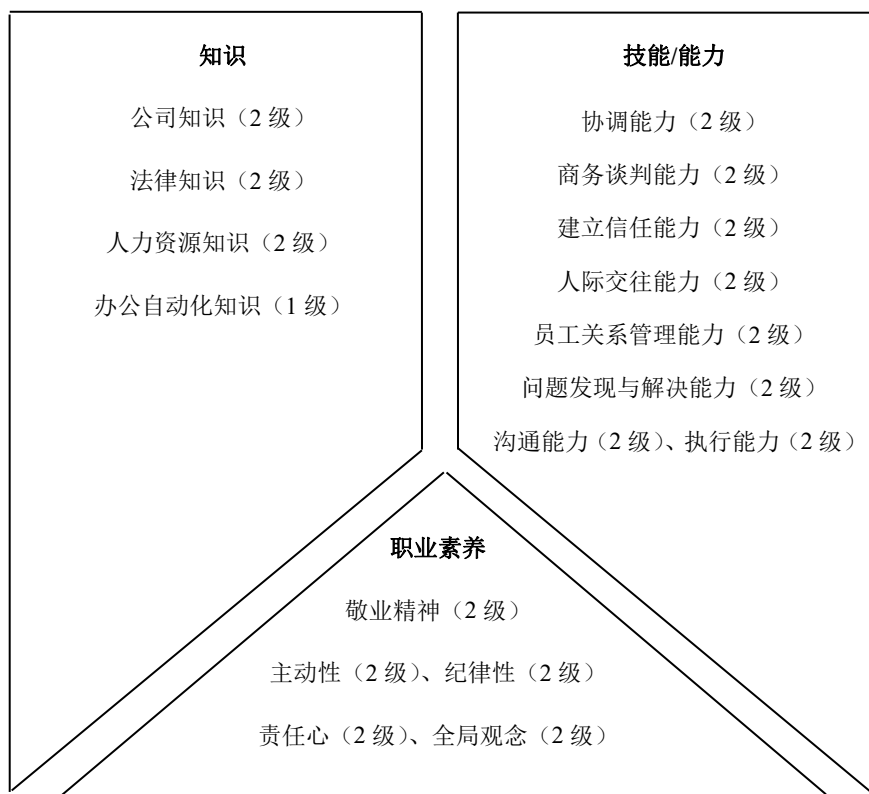 知识
公司知识（2 级）
法律知识（2 级）
人力资源知识（2 级）
办公自动化知识（1 级）
技能/能力
协调能力（2 级）
商务谈判能力（2 级）
建立信任能力（2 级）
人际交往能力（2 级）
员工关系管理能力（2 级）
问题发现与解决能力（2 级）
沟通能力（2 级）、执行能力（2 级）
职业素养
敬业精神（2 级）
主动性（2 级）、纪律性（2 级）
责任心（2 级）、全局观念（2 级）